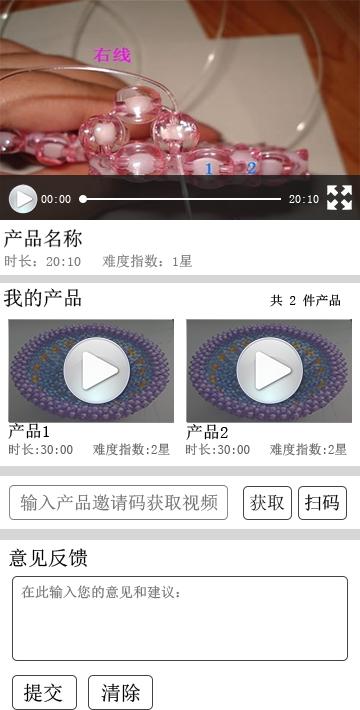 右线
1 2
00:00 20:10
产品名称
时长：20:10 难度指数：1星
我的产品 共 2 件产品
产品1 产品2
时长:30:00 难度指数:2星 时长:30:00 难度指数:2星
输入产品邀请码获取视频 获取 扫码
意见反馈
在此输入您的意见和建议：
提交 清除